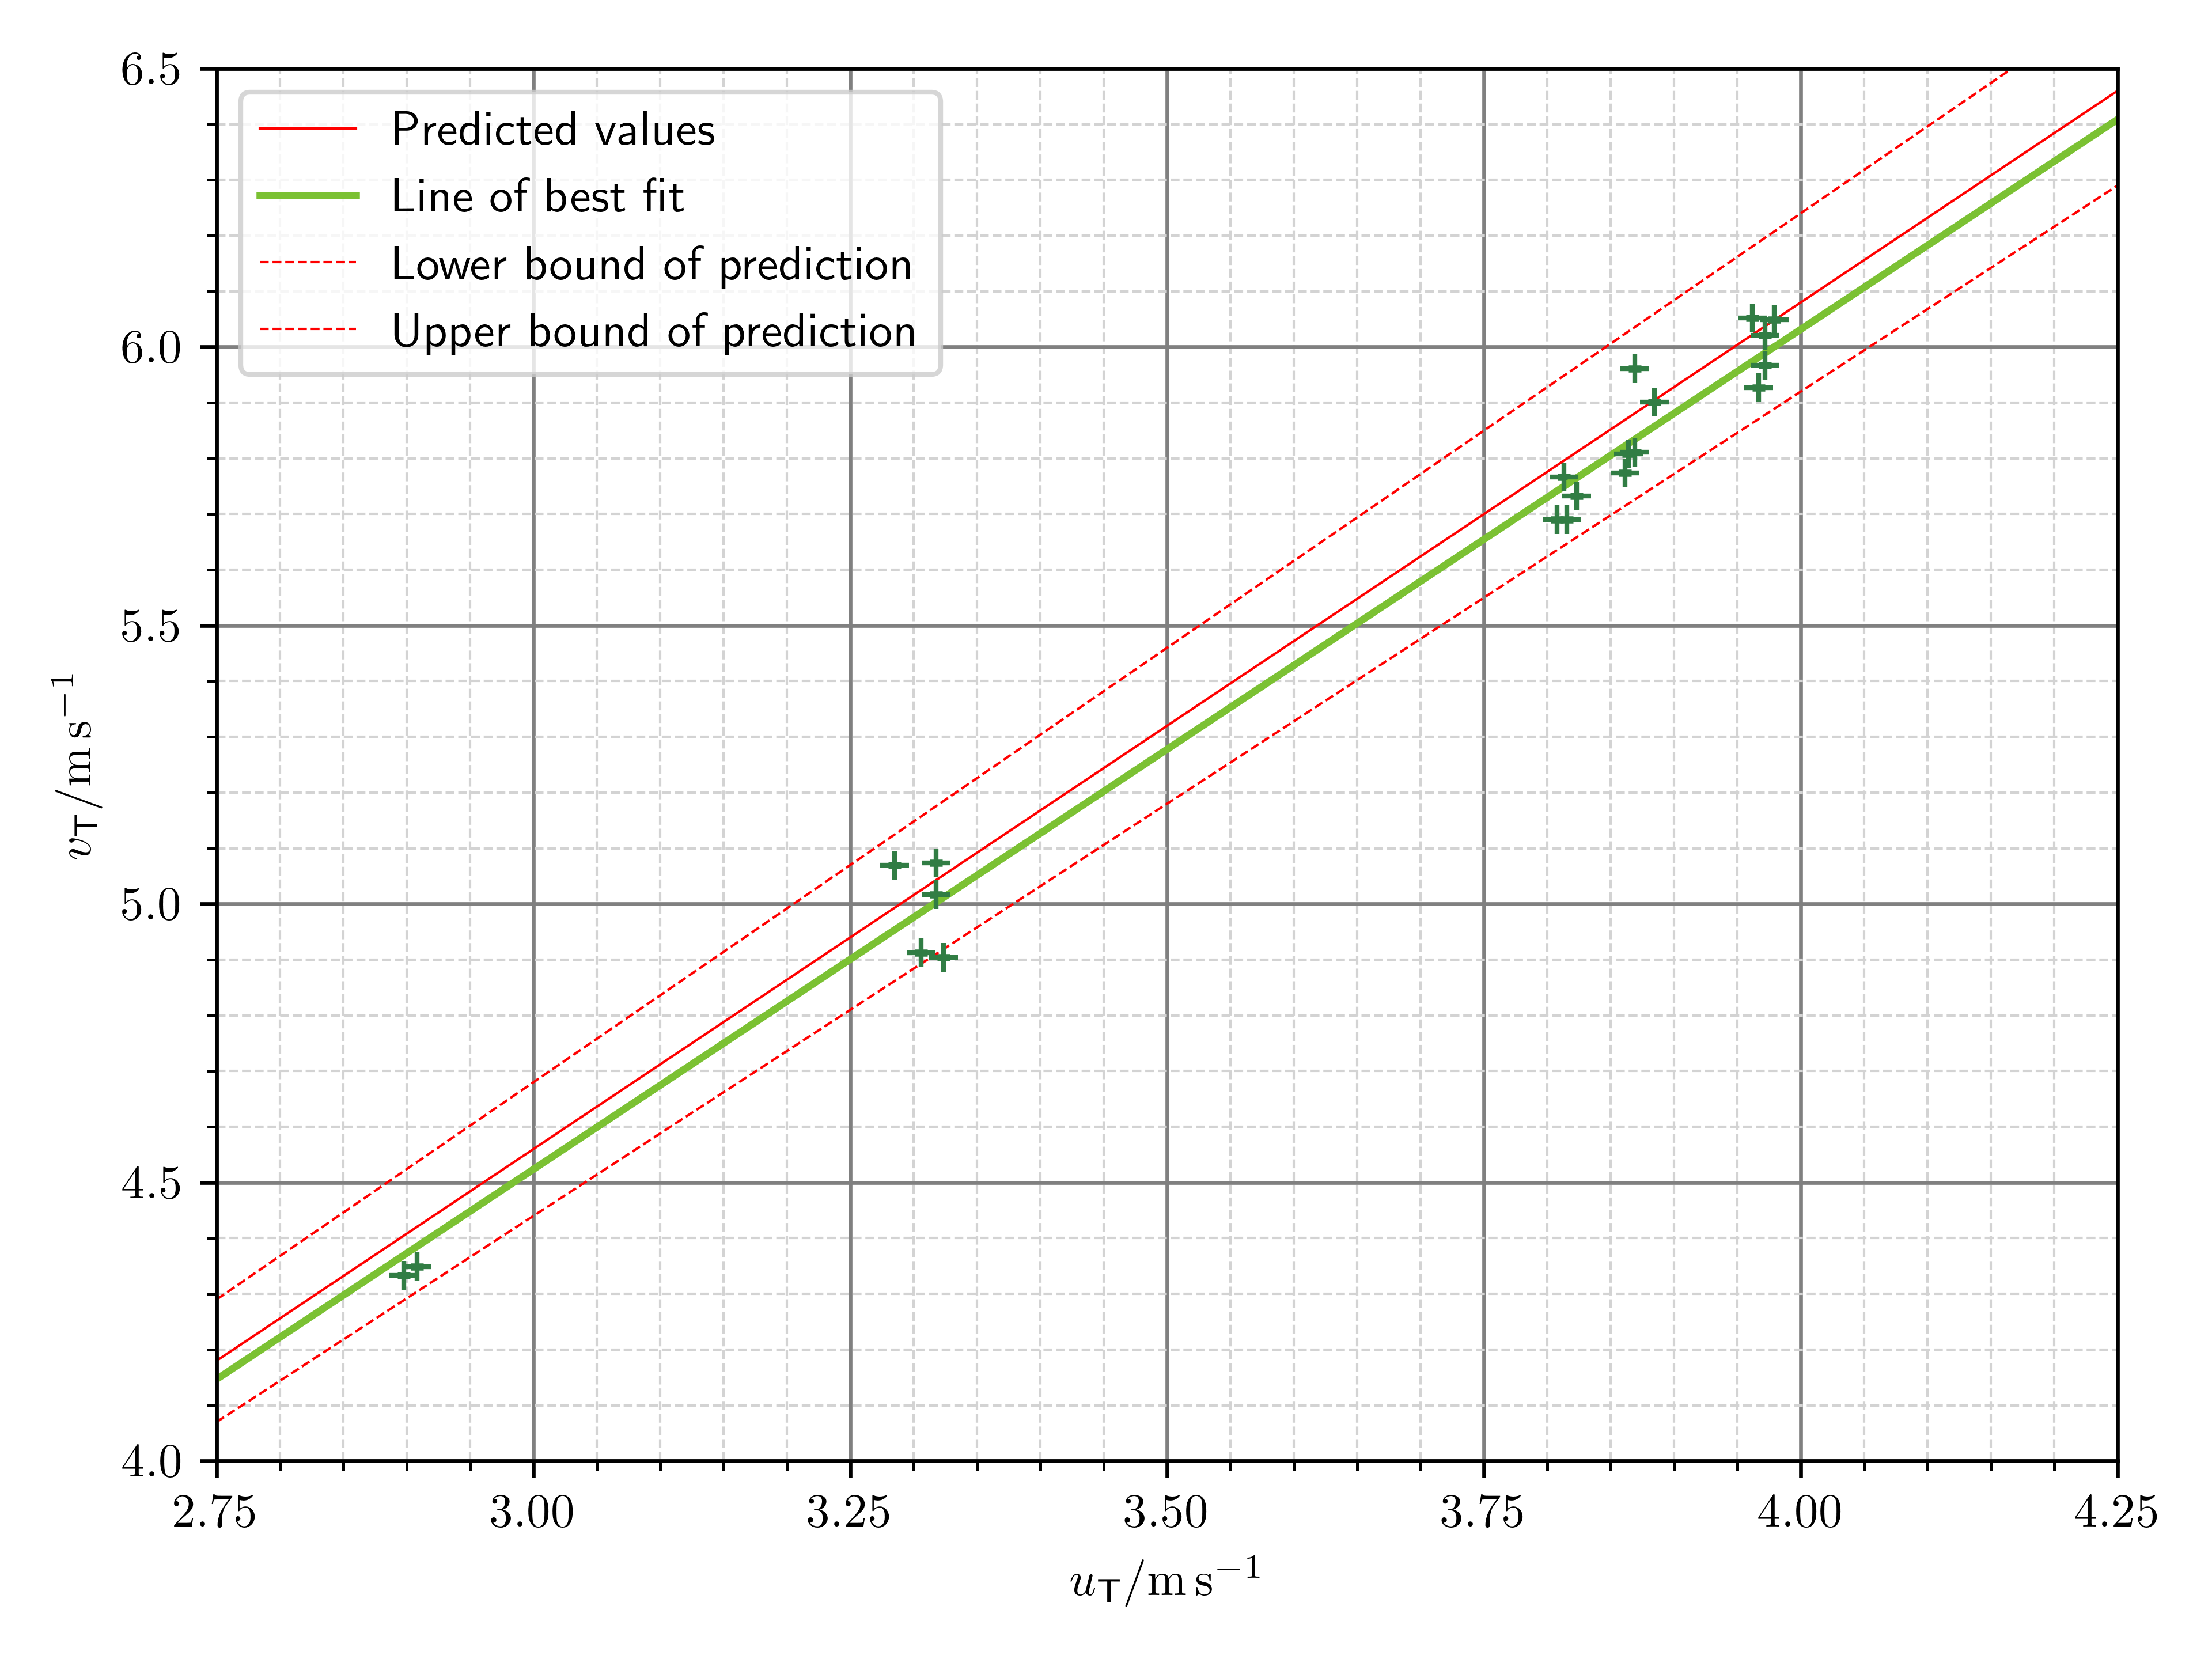 6.5
6.0
5.5
5.0
4.5
4.0
Predicted values
Line of best fit
Lower bound of prediction
Upper bound of prediction
v_T/m s⁻¹
2.75 3.00 3.25 3.50 3.75 4.00 4.25
u_T/m s⁻¹